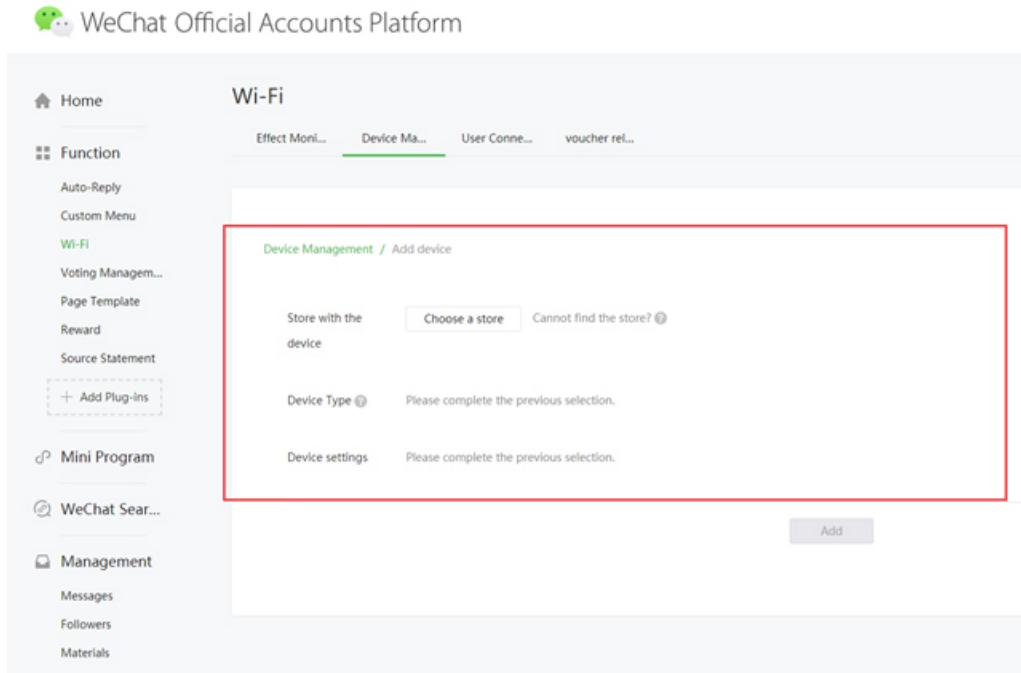 WeChat Official Accounts Platform
Home
Function
Auto-Reply
Custom Menu
Wi-Fi
Voting Managem...
Page Template
Reward
Source Statement
+ Add Plug-ins
Mini Program
WeChat Sear...
Management
Messages
Followers
Materials
Wi-Fi
Effect Moni... Device Ma... User Conne... voucher rel...
Device Management / Add device
Store with the device Choose a store Cannot find the store?
Device Type Please complete the previous selection.
Device settings Please complete the previous selection.
Add